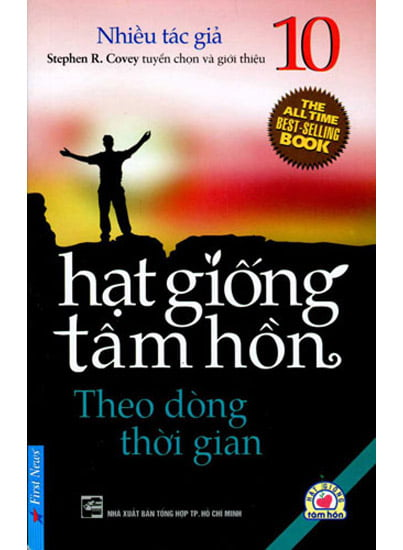 Nhiều tác giả
Stephen R. Covey tuyển chọn và giới thiệu
10
THE
ALL TIME
BEST-SELLING
BOOK
hạt giống
tâm hồn
Theo dòng
thời gian
First News
NHÀ XUẤT BẢN TỔNG HỢP TP. HỒ CHÍ MINH
HẠT GIỐNG
tâm hồn